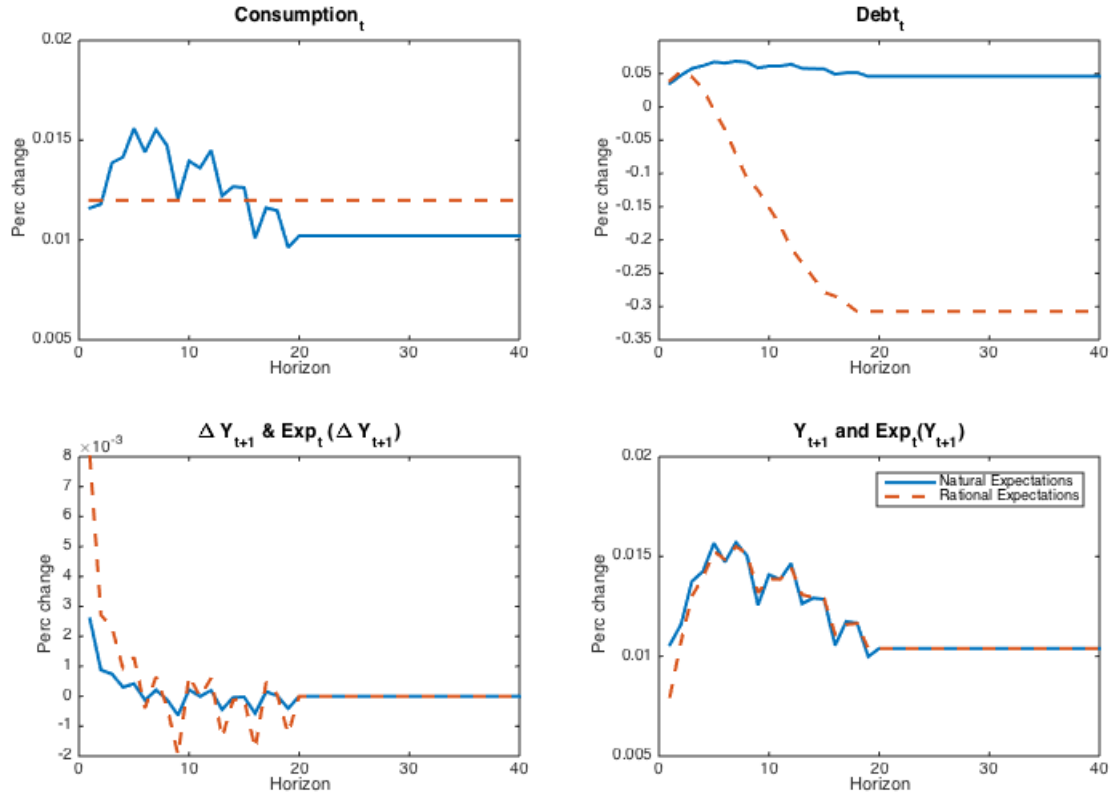 Consumption_t
Perc change
0.02
0.015
0.01
0.005
0 10 20 30 40
Horizon
Debt_t
Perc change
0.05
0
-0.05
-0.1
-0.15
-0.2
-0.25
-0.3
-0.35
0 10 20 30 40
Horizon
Δ Y_{t+1} & Exp_t (Δ Y_{t+1})
×10^{-3}
Perc change
8
7
6
5
4
3
2
1
0
-1
-2
0 10 20 30 40
Horizon
Y_{t+1} and Exp_t(Y_{t+1})
Perc change
0.02
0.015
0.01
0.005
Natural Expectations
Rational Expectations
0 10 20 30 40
Horizon